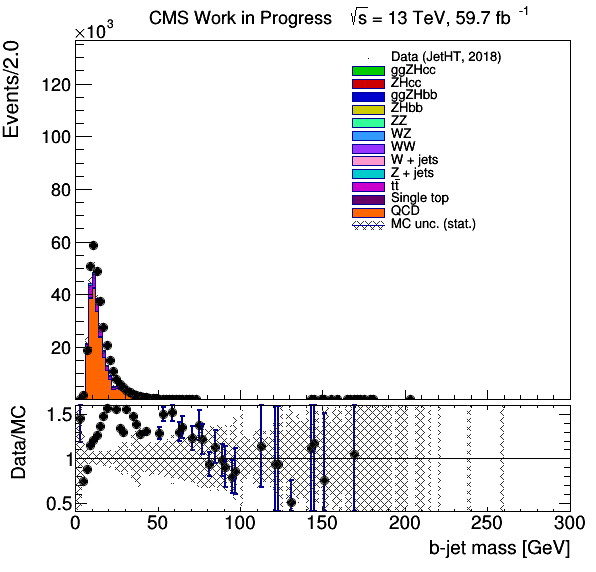 CMS Work in Progress √s = 13 TeV, 59.7 fb⁻¹
×10³
Events/2.0
120
100
80
60
40
20
Data (JetHT, 2018)
ggZHcc
ZHcc
ggZHbb
ZHbb
ZZ
WZ
WW
W + jets
Z + jets
tt̄
Single top
QCD
MC unc. (stat.)
Data/MC
1.5
1
0.5
0 50 100 150 200 250 300
b-jet mass [GeV]